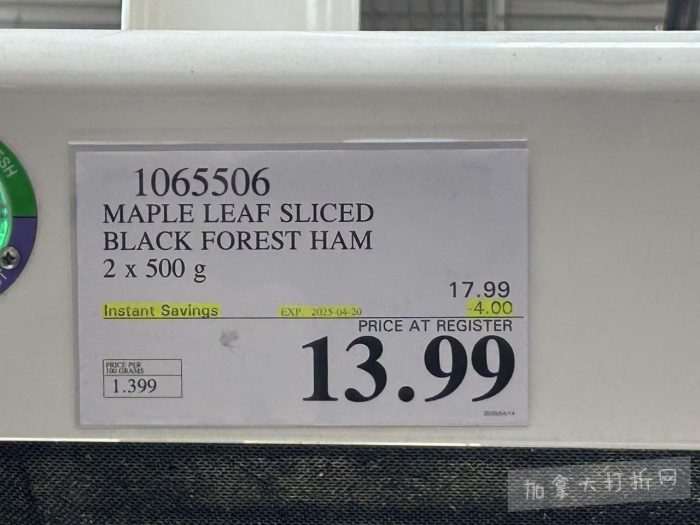 1065506
MAPLE LEAF SLICED
BLACK FOREST HAM
2 x 500 g
17.99
Instant Savings EXP. 2025-04-20 -4.00
PRICE AT REGISTER
13.99
PRICE PER
100 GRAMS
1.399
加拿大打折网